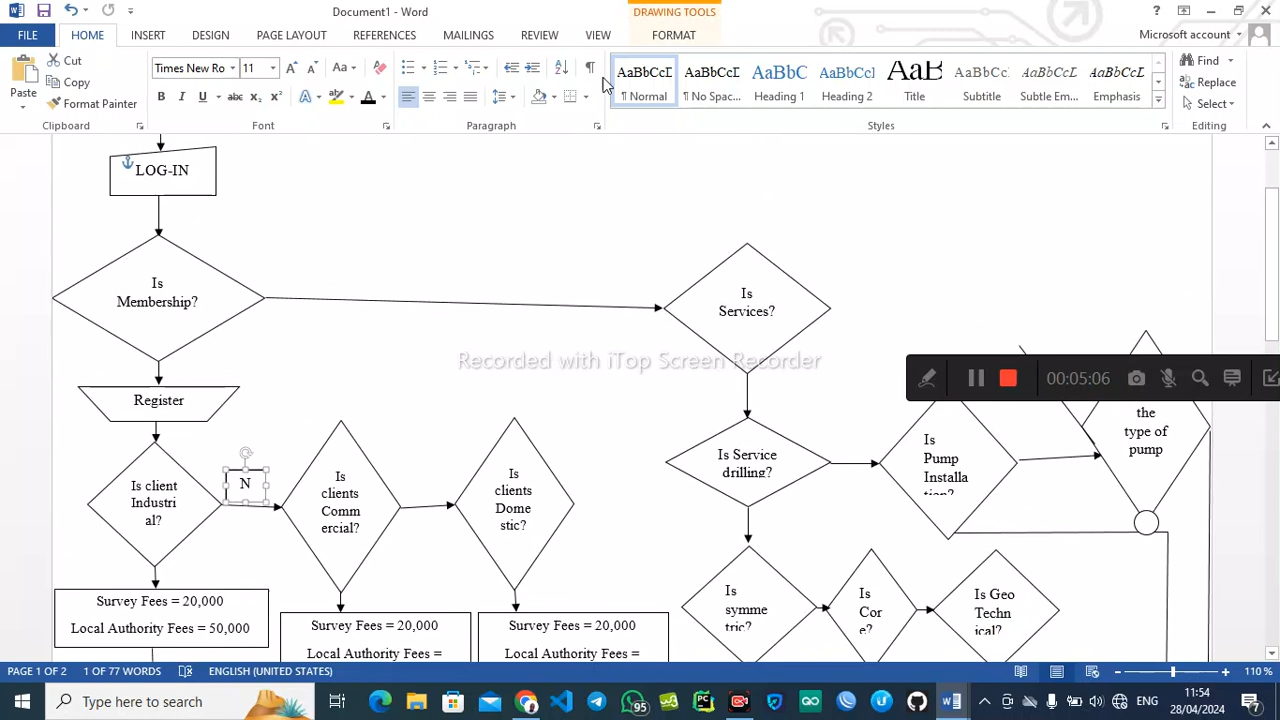 Document1 - Word
DRAWING TOOLS
FILE
HOME
INSERT
DESIGN
PAGE LAYOUT
REFERENCES
MAILINGS
REVIEW
VIEW
FORMAT
Microsoft account
Paste
Cut
Copy
Format Painter
Clipboard
Times New Ro
11
Font
Paragraph
AaBbCcI
¶ Normal
AaBbCcI
¶ No Spac...
AaBbC
Heading 1
AaBbCcI
Heading 2
AaB
Title
AaBbCcI
Subtitle
AaBbCcI
Subtle Em...
AaBbCcI
Emphasis
Styles
Find
Replace
Select
Editing
LOG-IN
Is
Membership?
Is
Services?
Recorded with iTop Screen Recorder
00:05:06
Register
Is client
Industri
al?
N
Is
clients
Comm
ercial?
Is
clients
Dome
stic?
Is Service
drilling?
Is
Pump
Installa
tion?
the
type of
pump
Survey Fees = 20,000
Local Authority Fees = 50,000
Survey Fees = 20,000
Local Authority Fees =
Survey Fees = 20,000
Local Authority Fees =
Is
symme
tric?
Is
Cor
e?
Is Geo
Techn
ical?
PAGE 1 OF 2
1 OF 77 WORDS
ENGLISH (UNITED STATES)
110 %
Type here to search
95
ENG
11:54
28/04/2024
7